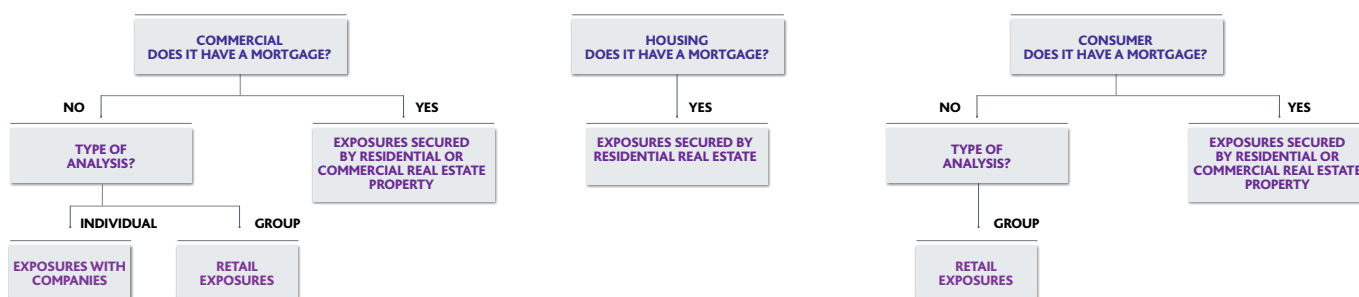 COMMERCIAL
DOES IT HAVE A MORTGAGE?
NO
YES
TYPE OF
ANALYSIS?
EXPOSURES SECURED
BY RESIDENTIAL OR
COMMERCIAL REAL ESTATE
PROPERTY
INDIVIDUAL
GROUP
EXPOSURES WITH
COMPANIES
RETAIL
EXPOSURES
HOUSING
DOES IT HAVE A MORTGAGE?
YES
EXPOSURES SECURED BY
RESIDENTIAL REAL ESTATE
CONSUMER
DOES IT HAVE A MORTGAGE?
NO
YES
TYPE OF
ANALYSIS?
EXPOSURES SECURED
BY RESIDENTIAL OR
COMMERCIAL REAL ESTATE
PROPERTY
GROUP
RETAIL
EXPOSURES